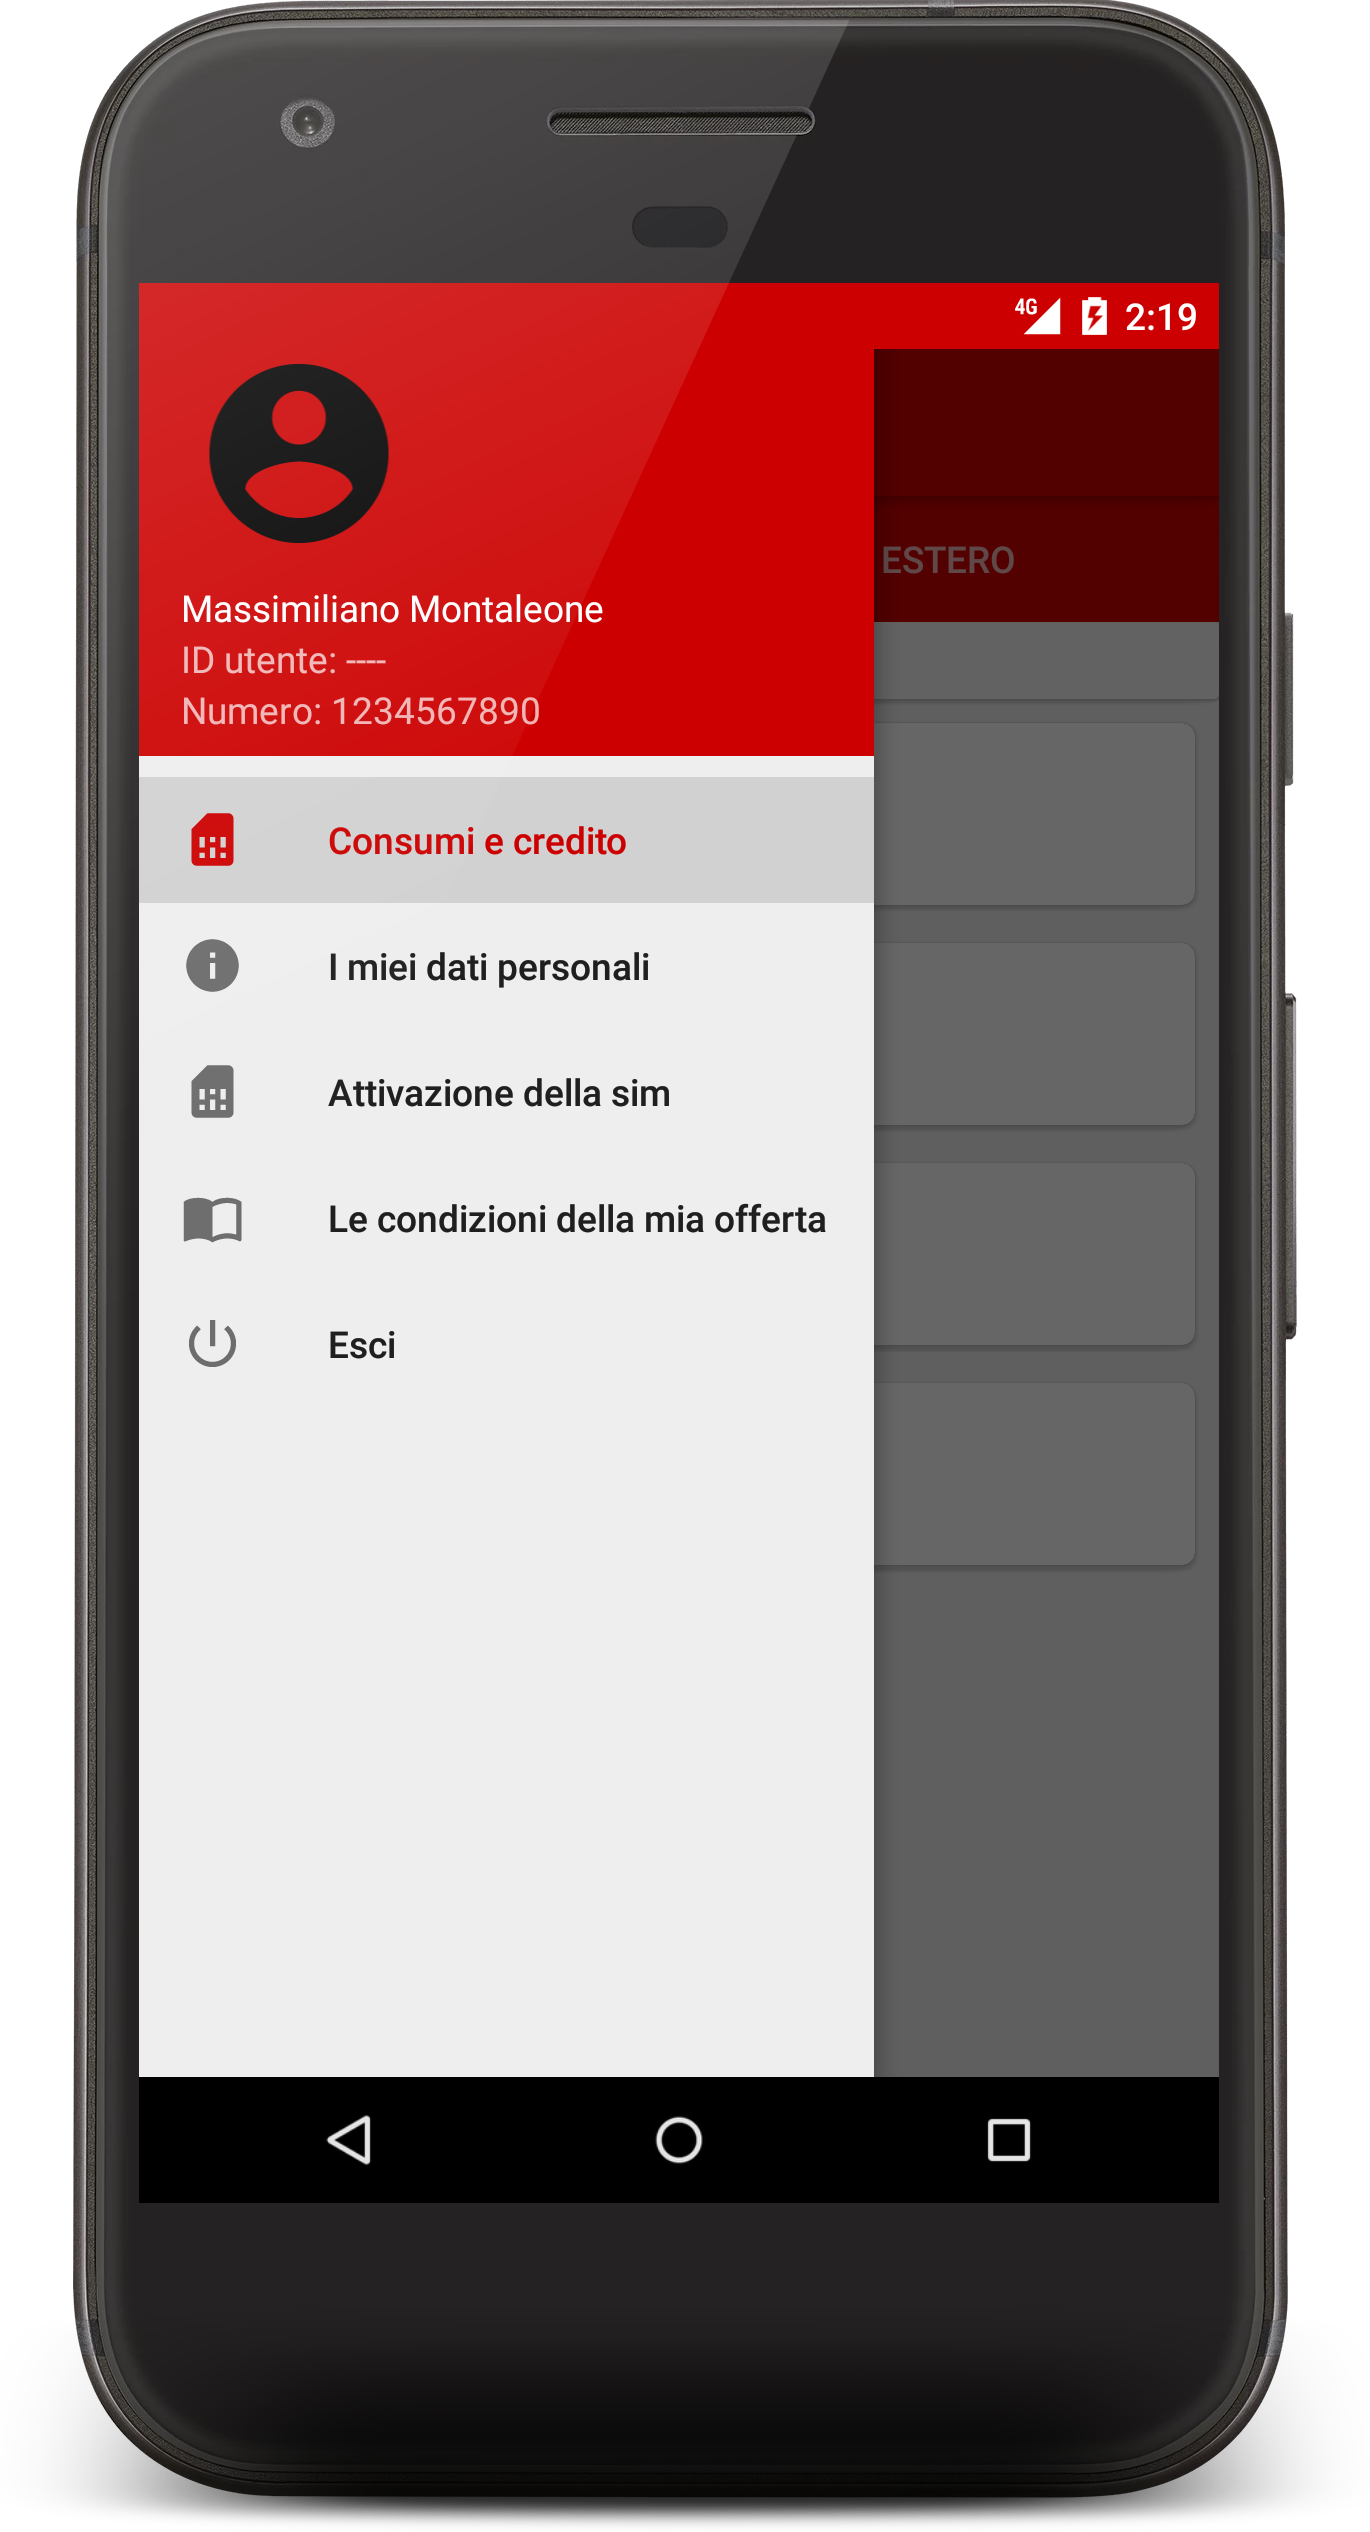 4G 2:19
ESTERO
Massimiliano Montaleone
ID utente: ----
Numero: 1234567890
Consumi e credito
I miei dati personali
Attivazione della sim
Le condizioni della mia offerta
Esci